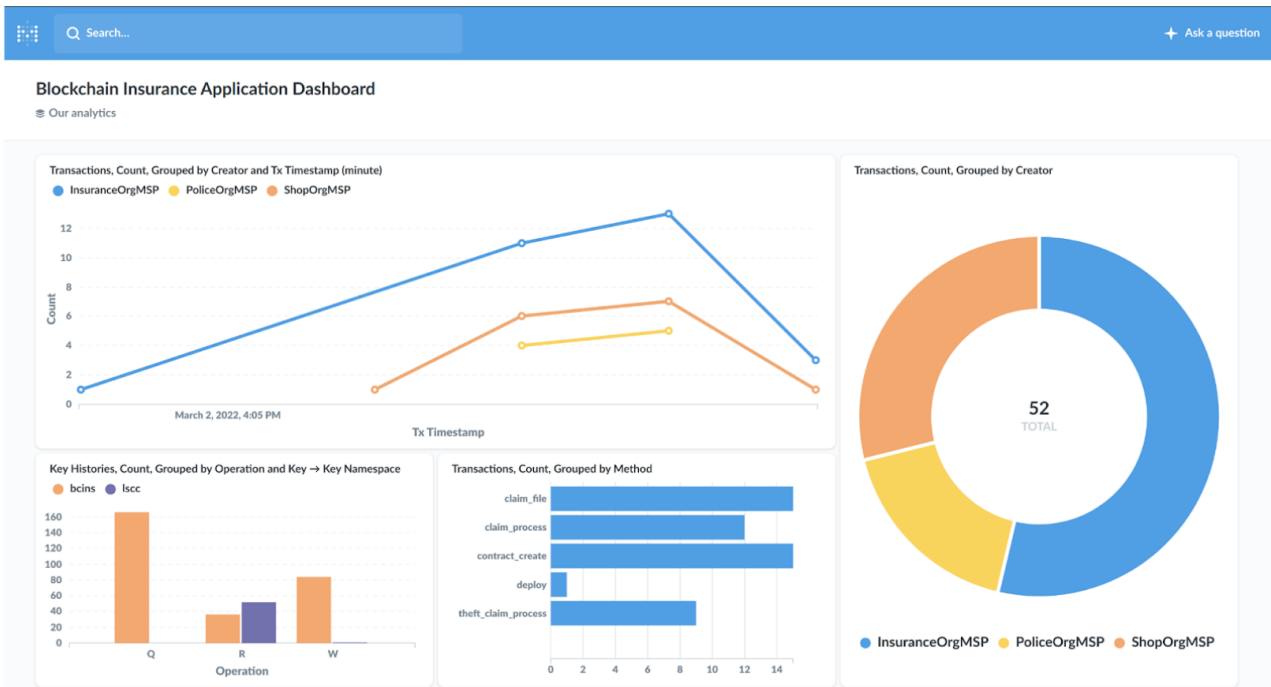 Search...
Ask a question
Blockchain Insurance Application Dashboard
Our analytics
Transactions, Count, Grouped by Creator and Tx Timestamp (minute)
InsuranceOrgMSP PoliceOrgMSP ShopOrgMSP
12
10
8
6
4
2
0
Count
March 2, 2022, 4:05 PM
Tx Timestamp
Transactions, Count, Grouped by Creator
52
TOTAL
InsuranceOrgMSP PoliceOrgMSP ShopOrgMSP
Key Histories, Count, Grouped by Operation and Key → Key Namespace
bcins lscc
160
140
120
100
80
60
40
20
0
Q R W
Operation
Transactions, Count, Grouped by Method
claim_file
claim_process
contract_create
deploy
theft_claim_process
0 2 4 6 8 10 12 14